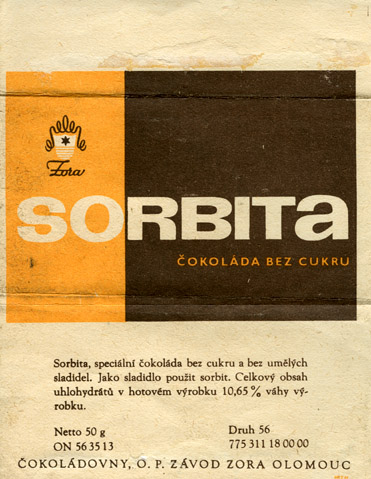 Zora
SORBITa
ČOKOLÁDA BEZ CUKRU
Sorbita, speciální čokoláda bez cukru a bez umělých
sladidel. Jako sladidlo použit sorbit. Celkový obsah
uhlohydrátů v hotovém výrobku 10,65 % váhy vý-
robku.
Netto 50 g
Druh 56
ON 56 35 13
775 311 18 00 00
ČOKOLÁDOVNY, O. P. ZÁVOD ZORA OLOMOUC